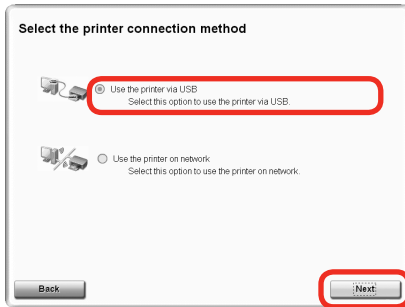 Select the printer connection method
Use the printer via USB
Select this option to use the printer via USB.
Use the printer on network
Select this option to use the printer on network.
Back
Next